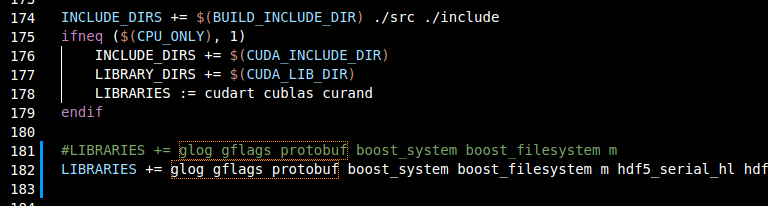 174 INCLUDE_DIRS += $(BUILD_INCLUDE_DIR) ./src ./include
175 ifneq ($(CPU_ONLY), 1)
176 INCLUDE_DIRS += $(CUDA_INCLUDE_DIR)
177 LIBRARY_DIRS += $(CUDA_LIB_DIR)
178 LIBRARIES := cudart cublas curand
179 endif
180
181 #LIBRARIES += glog gflags protobuf boost_system boost_filesystem m
182 LIBRARIES += glog gflags protobuf boost_system boost_filesystem m hdf5_serial_hl hdf
183